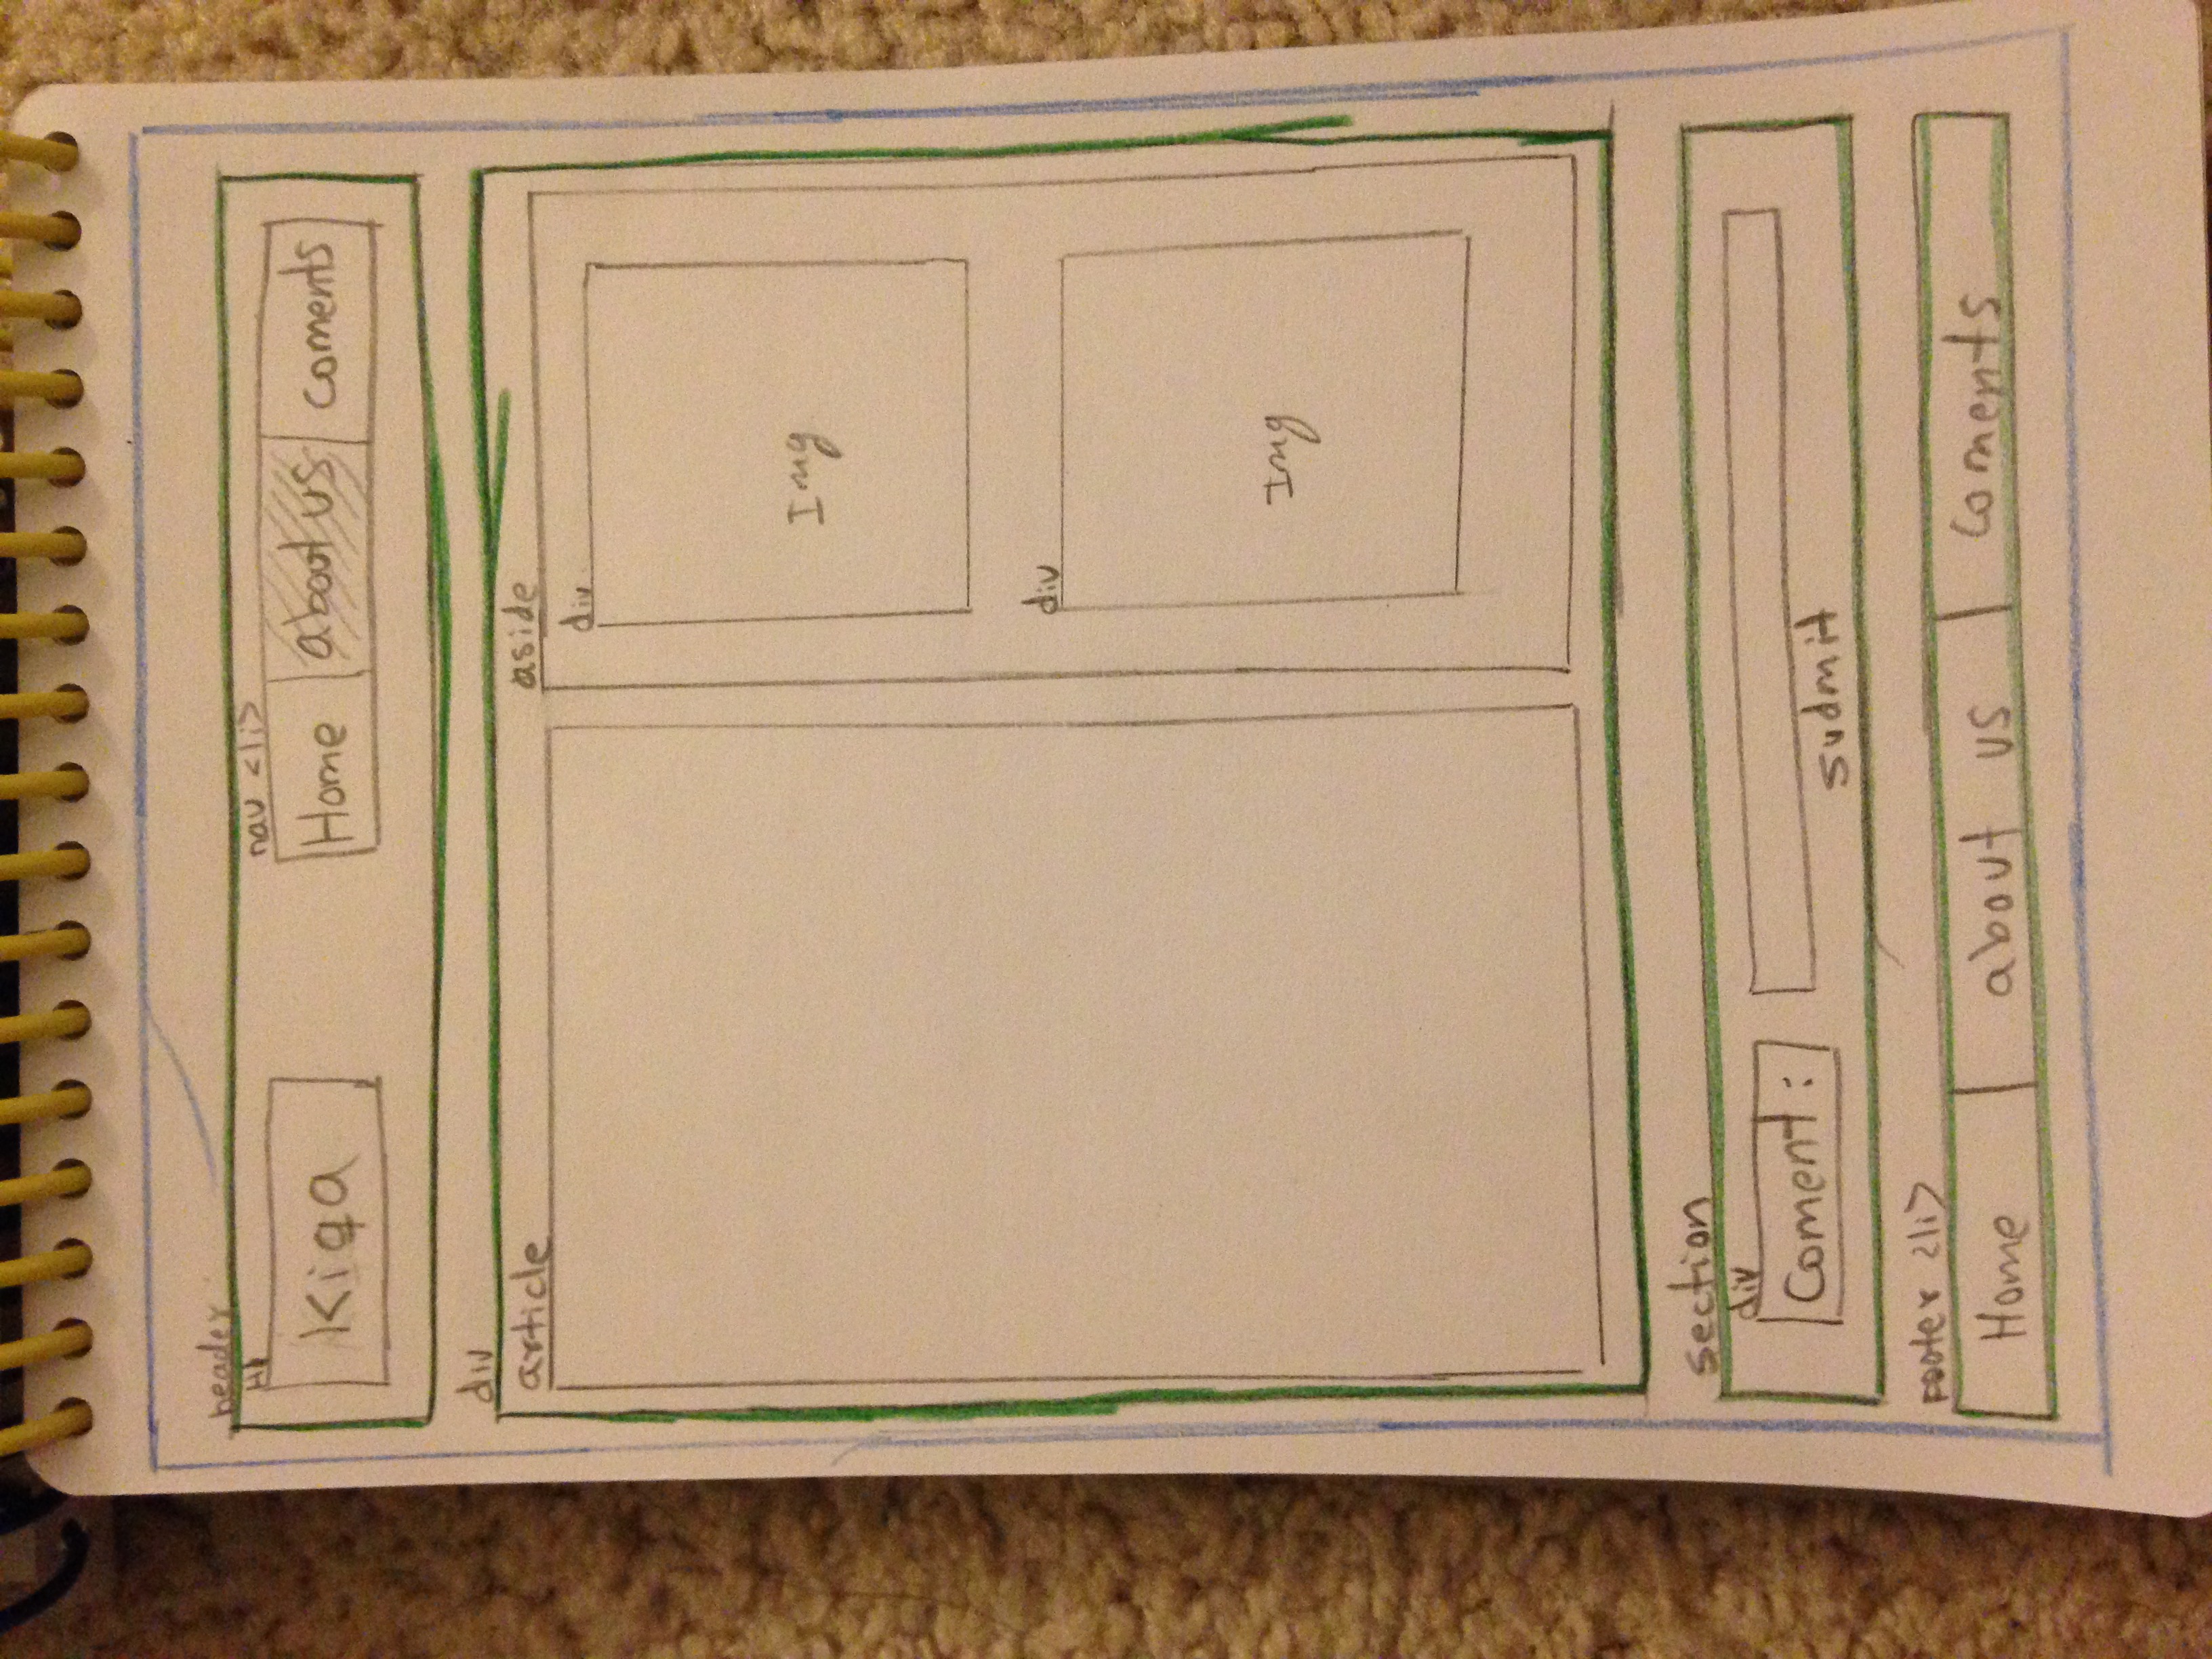 header
H1
nav <li>
Kiqa
Home about us coments
div
article
aside
div
Img
div
Img
section
div
Coment:
sudmit
Footer <li>
Home about us Coments